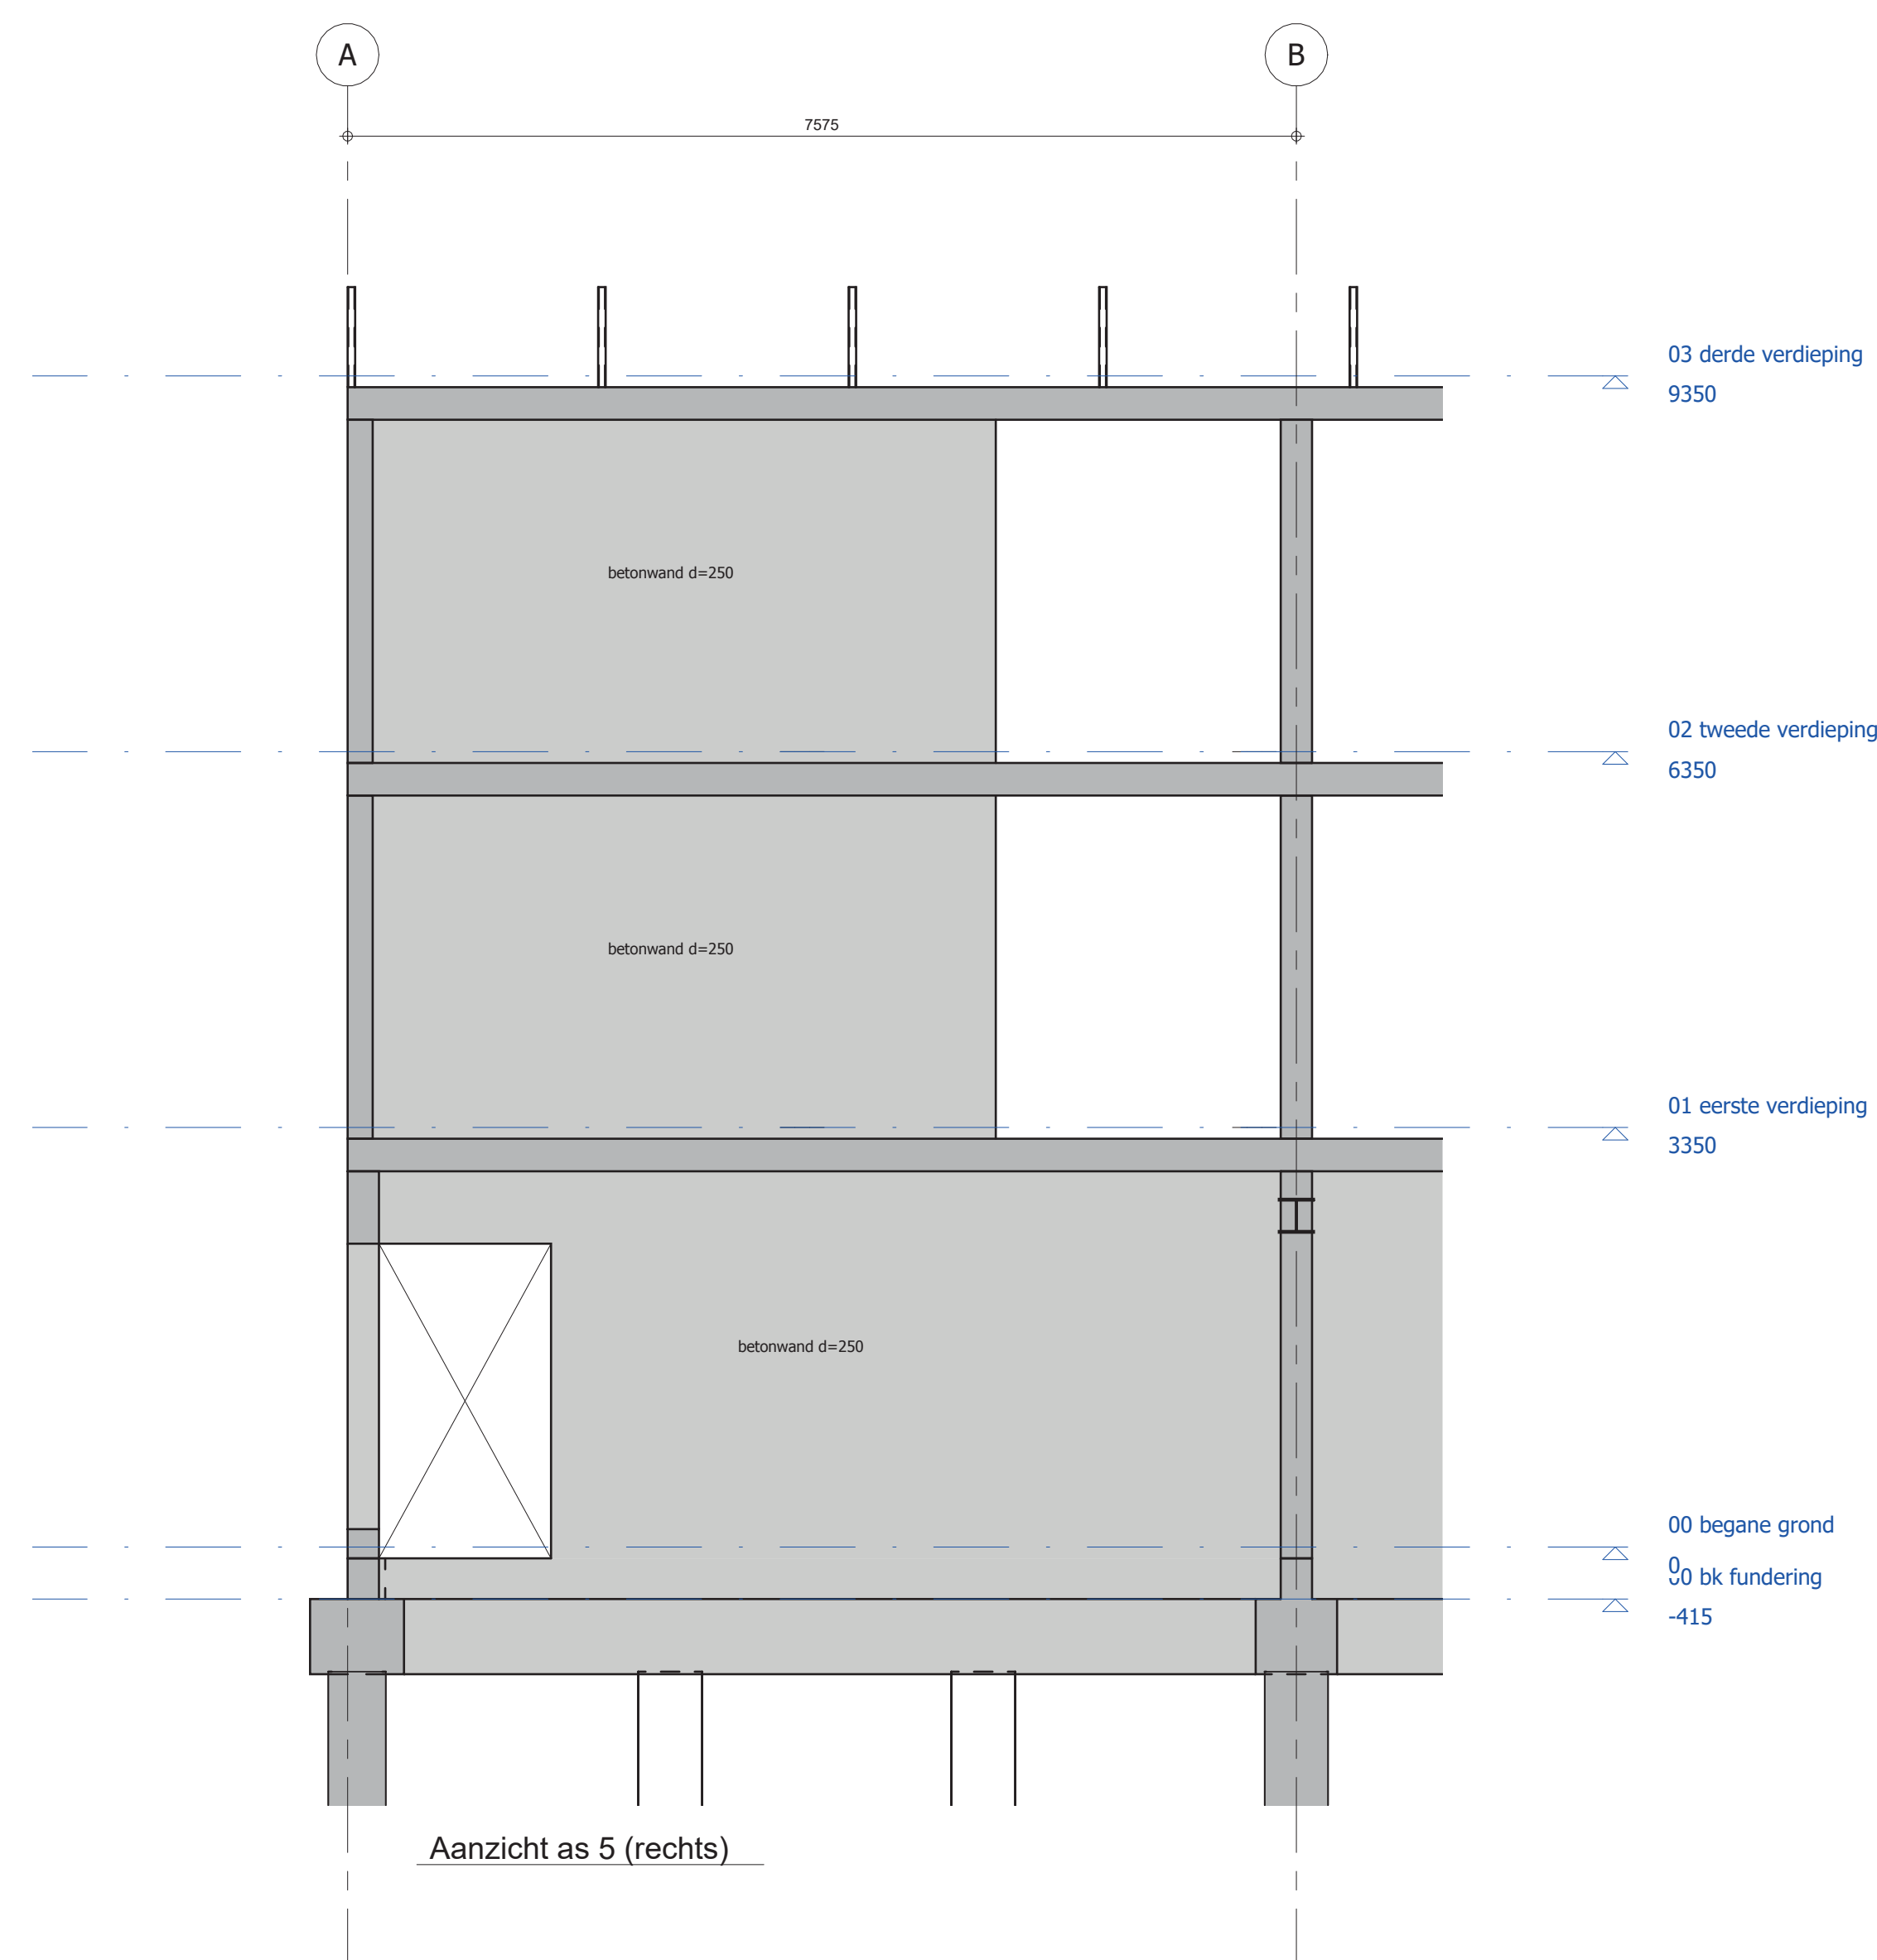 A
B
7575
03 derde verdieping
9350
betonwand d=250
02 tweede verdieping
6350
betonwand d=250
01 eerste verdieping
3350
betonwand d=250
00 begane grond
0
00 bk fundering
-415
Aanzicht as 5 (rechts)